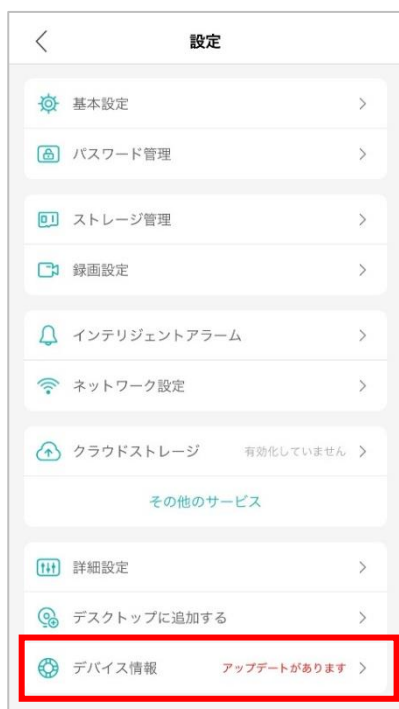 設定
基本設定
パスワード管理
ストレージ管理
録画設定
インテリジェントアラーム
ネットワーク設定
クラウドストレージ 有効化していません
その他のサービス
詳細設定
デスクトップに追加する
デバイス情報 アップデートがあります